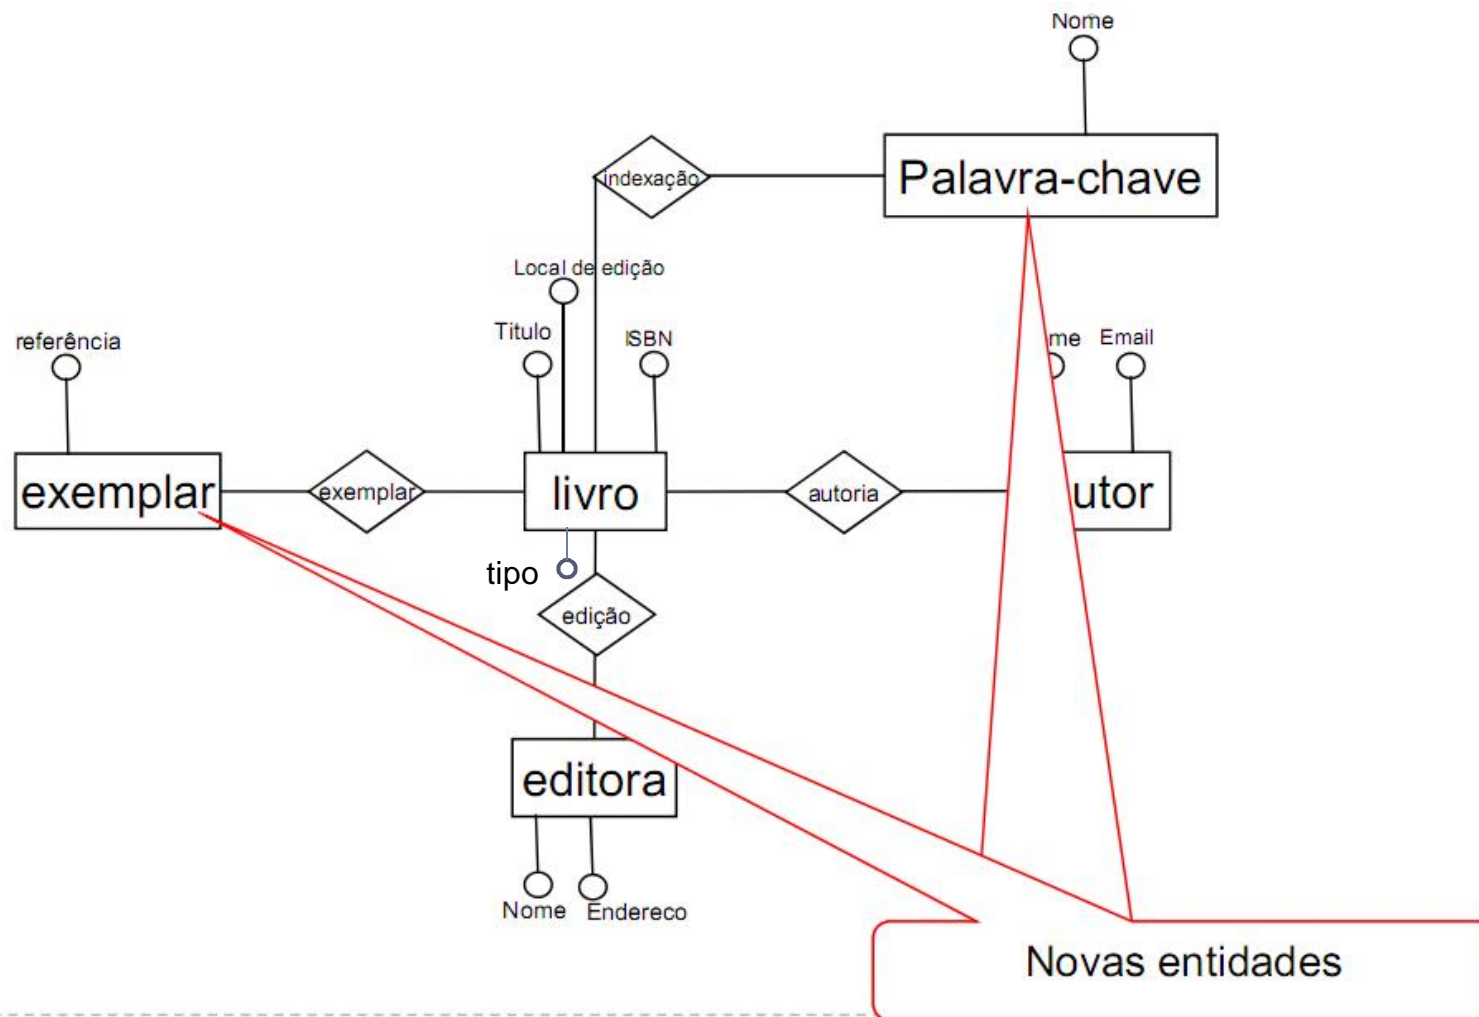 Nome
indexação
Palavra-chave
Local de edição
referência
Titulo
ISBN
me
Email
exemplar
exemplar
livro
autoria
utor
tipo
edição
editora
Nome
Endereco
Novas entidades